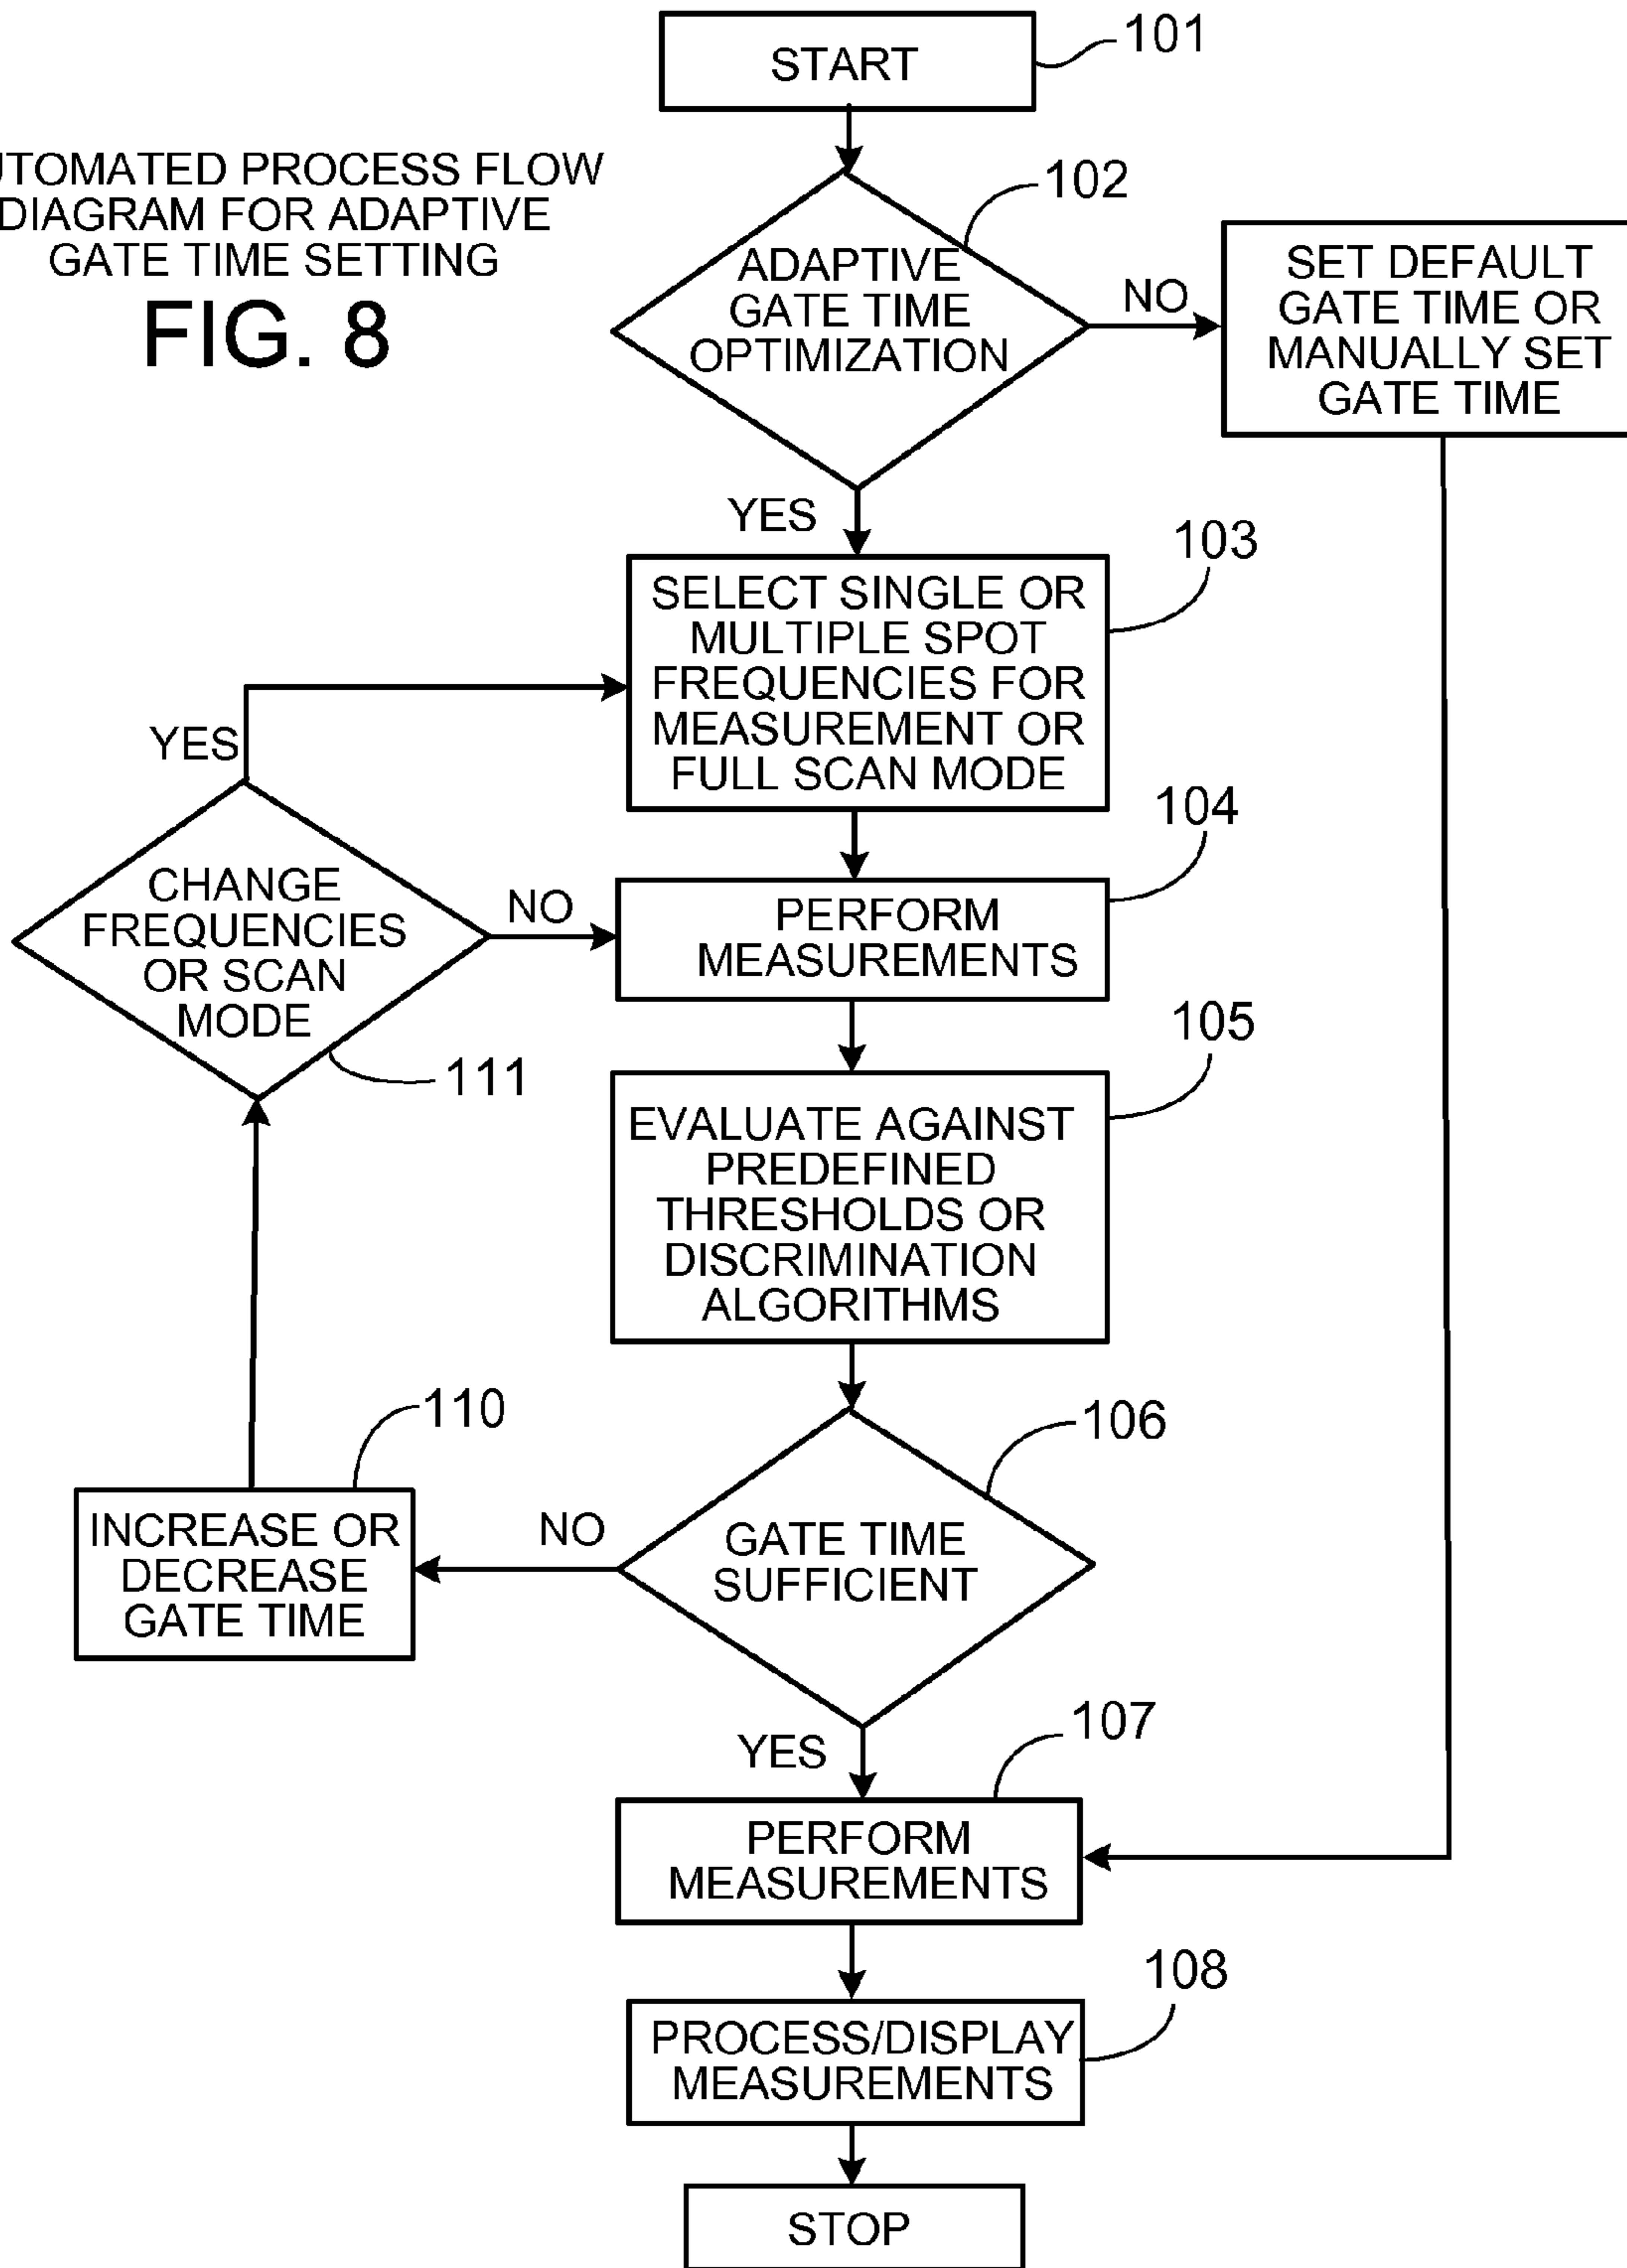 START
101
UTOMATED PROCESS FLOW
DIAGRAM FOR ADAPTIVE
GATE TIME SETTING
FIG. 8
102
ADAPTIVE
GATE TIME
OPTIMIZATION
NO
SET DEFAULT
GATE TIME OR
MANUALLY SET
GATE TIME
YES
103
SELECT SINGLE OR
MULTIPLE SPOT
FREQUENCIES FOR
MEASUREMENT OR
FULL SCAN MODE
YES
104
CHANGE
FREQUENCIES
OR SCAN
MODE
NO
PERFORM
MEASUREMENTS
111
105
EVALUATE AGAINST
PREDEFINED
THRESHOLDS OR
DISCRIMINATION
ALGORITHMS
110
106
INCREASE OR
DECREASE
GATE TIME
NO
GATE TIME
SUFFICIENT
YES
107
PERFORM
MEASUREMENTS
108
PROCESS/DISPLAY
MEASUREMENTS
STOP